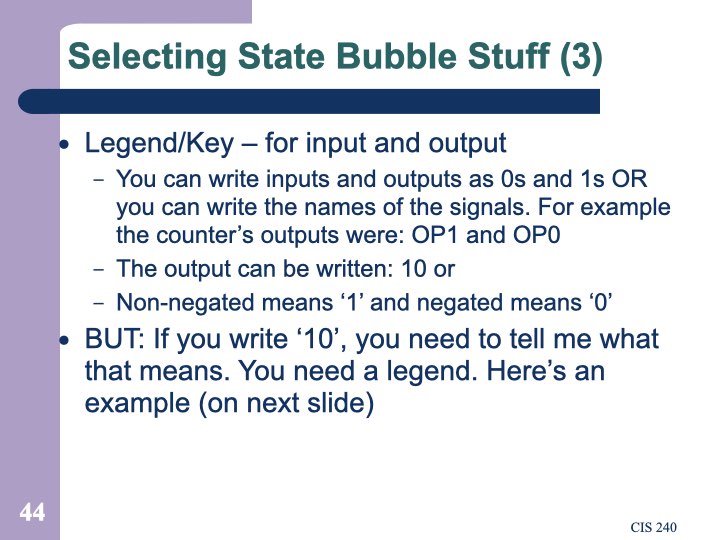 Selecting State Bubble Stuff (3)
• Legend/Key – for input and output
– You can write inputs and outputs as 0s and 1s OR
you can write the names of the signals. For example
the counter’s outputs were: OP1 and OP0
– The output can be written: 10 or
– Non-negated means ‘1’ and negated means ‘0’
• BUT: If you write ‘10’, you need to tell me what
that means. You need a legend. Here’s an
example (on next slide)
44
CIS 240